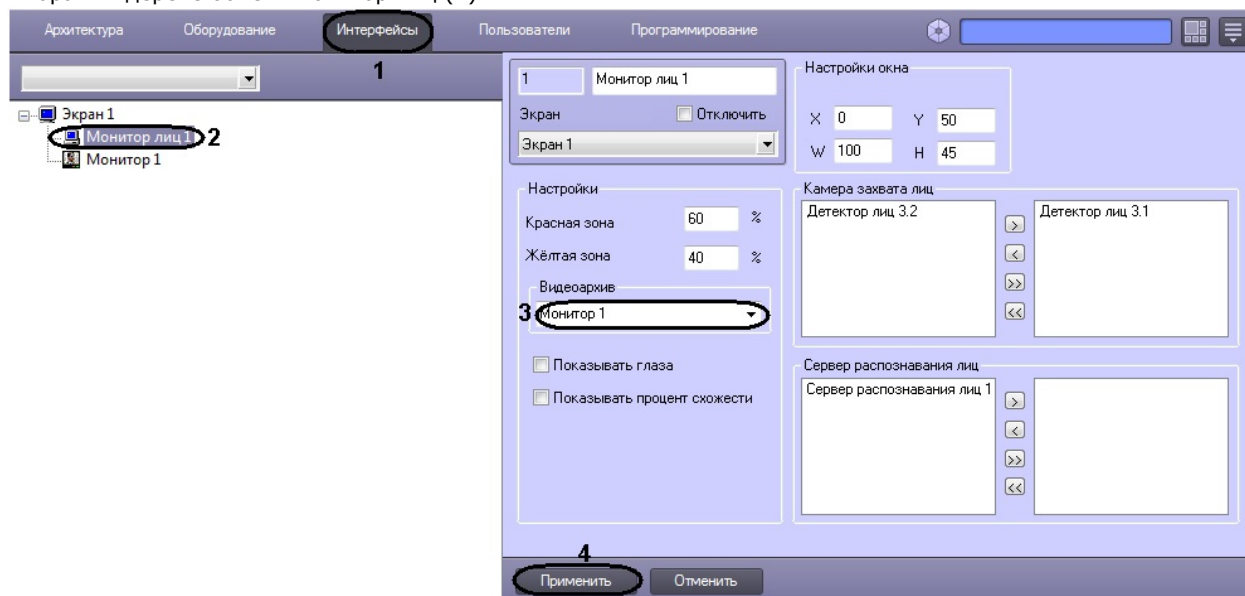 Архитектура Оборудование Интерфейсы Пользователи Программирование
1
Экран 1
Монитор лиц 1 2
Монитор 1
1 Монитор лиц 1
Экран Отключить
Экран 1
Настройки окна
X 0 Y 50
W 100 H 45
Настройки
Красная зона 60 %
Жёлтая зона 40 %
Видеоархив
3 Монитор 1
Показывать глаза
Показывать процент схожести
Камера захвата лиц
Детектор лиц 3.2 > Детектор лиц 3.1
<
>>
<<
Сервер распознавания лиц
Сервер распознавания лиц 1 >
<
>>
<<
4
Применить Отменить